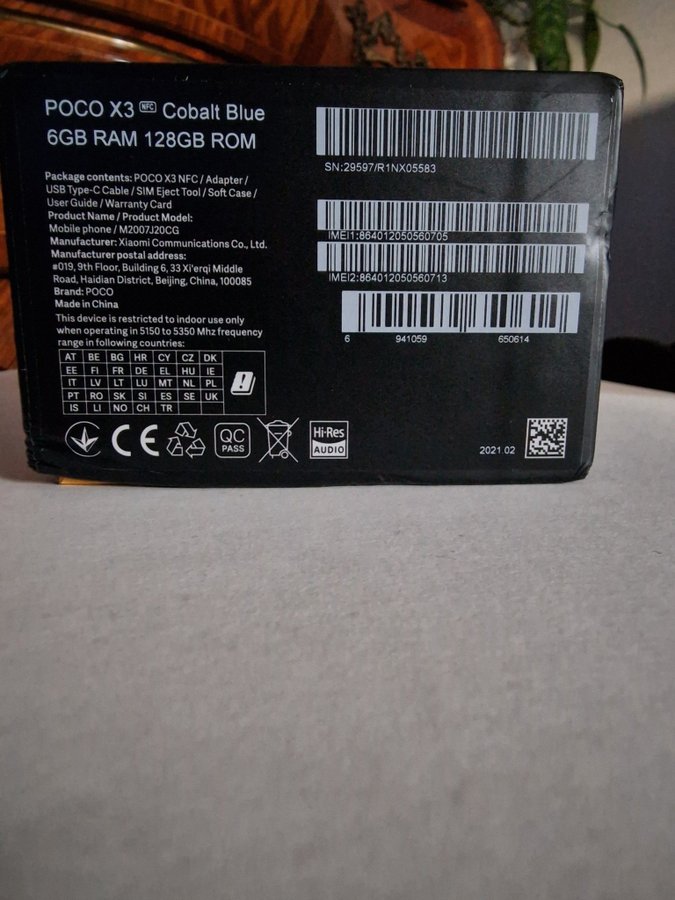 POCO X3 NFC Cobalt Blue
6GB RAM 128GB ROM
Package contents: POCO X3 NFC / Adapter /
USB Type-C Cable / SIM Eject Tool / Soft Case /
User Guide / Warranty Card
Product Name / Product Model:
Mobile phone / M2007J20CG
Manufacturer: Xiaomi Communications Co., Ltd.
Manufacturer postal address:
#019, 9th Floor, Building 6, 33 Xi'erqi Middle
Road, Haidian District, Beijing, China, 100085
Brand: POCO
Made in China
This device is restricted to indoor use only
when operating in 5150 to 5350 Mhz frequency
range in following countries:
AT BE BG HR CY CZ DK
EE FI FR DE EL HU IE
IT LV LT LU MT NL PL
PT RO SK SI ES SE UK
IS LI NO CH TR
CE
QC
PASS
Hi-Res
AUDIO
SN:29597/R1NX05583
IMEI1:864012050560705
IMEI2:864012050560713
6 941059 650614
2021.02